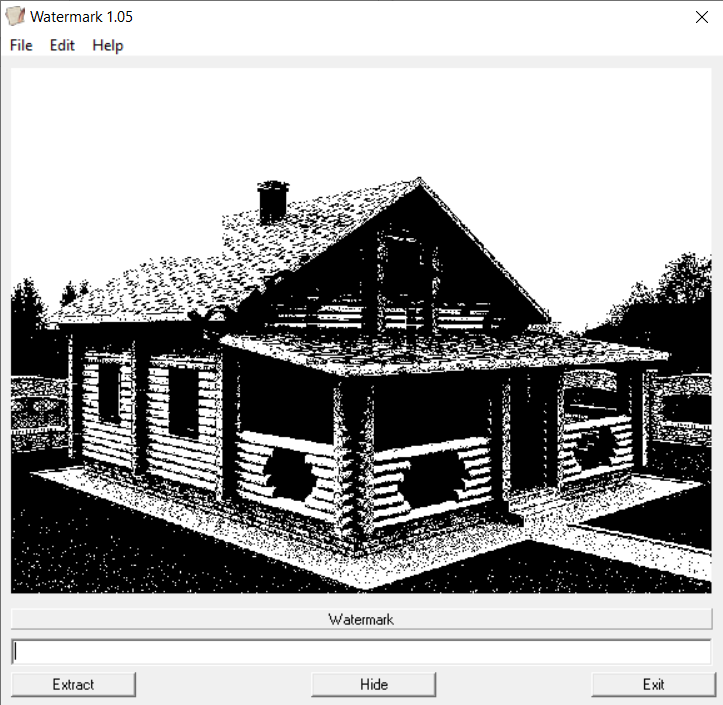 Watermark 1.05
File Edit Help
Watermark
Extract Hide Exit